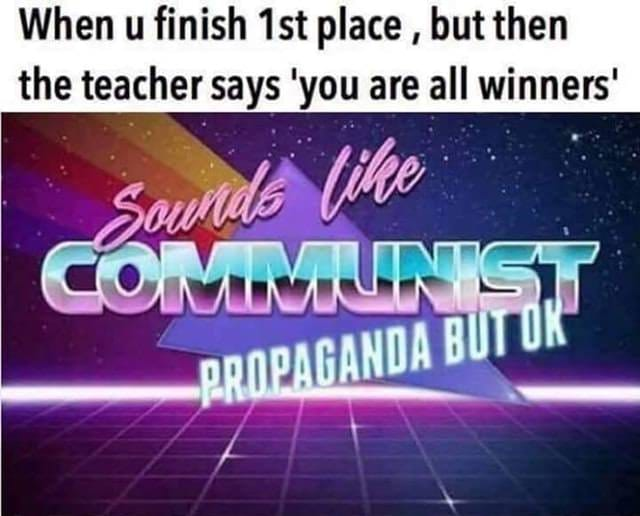 When u finish 1st place , but then
the teacher says 'you are all winners'
Sounds like
COMMUNIST
PROPAGANDA BUT OK